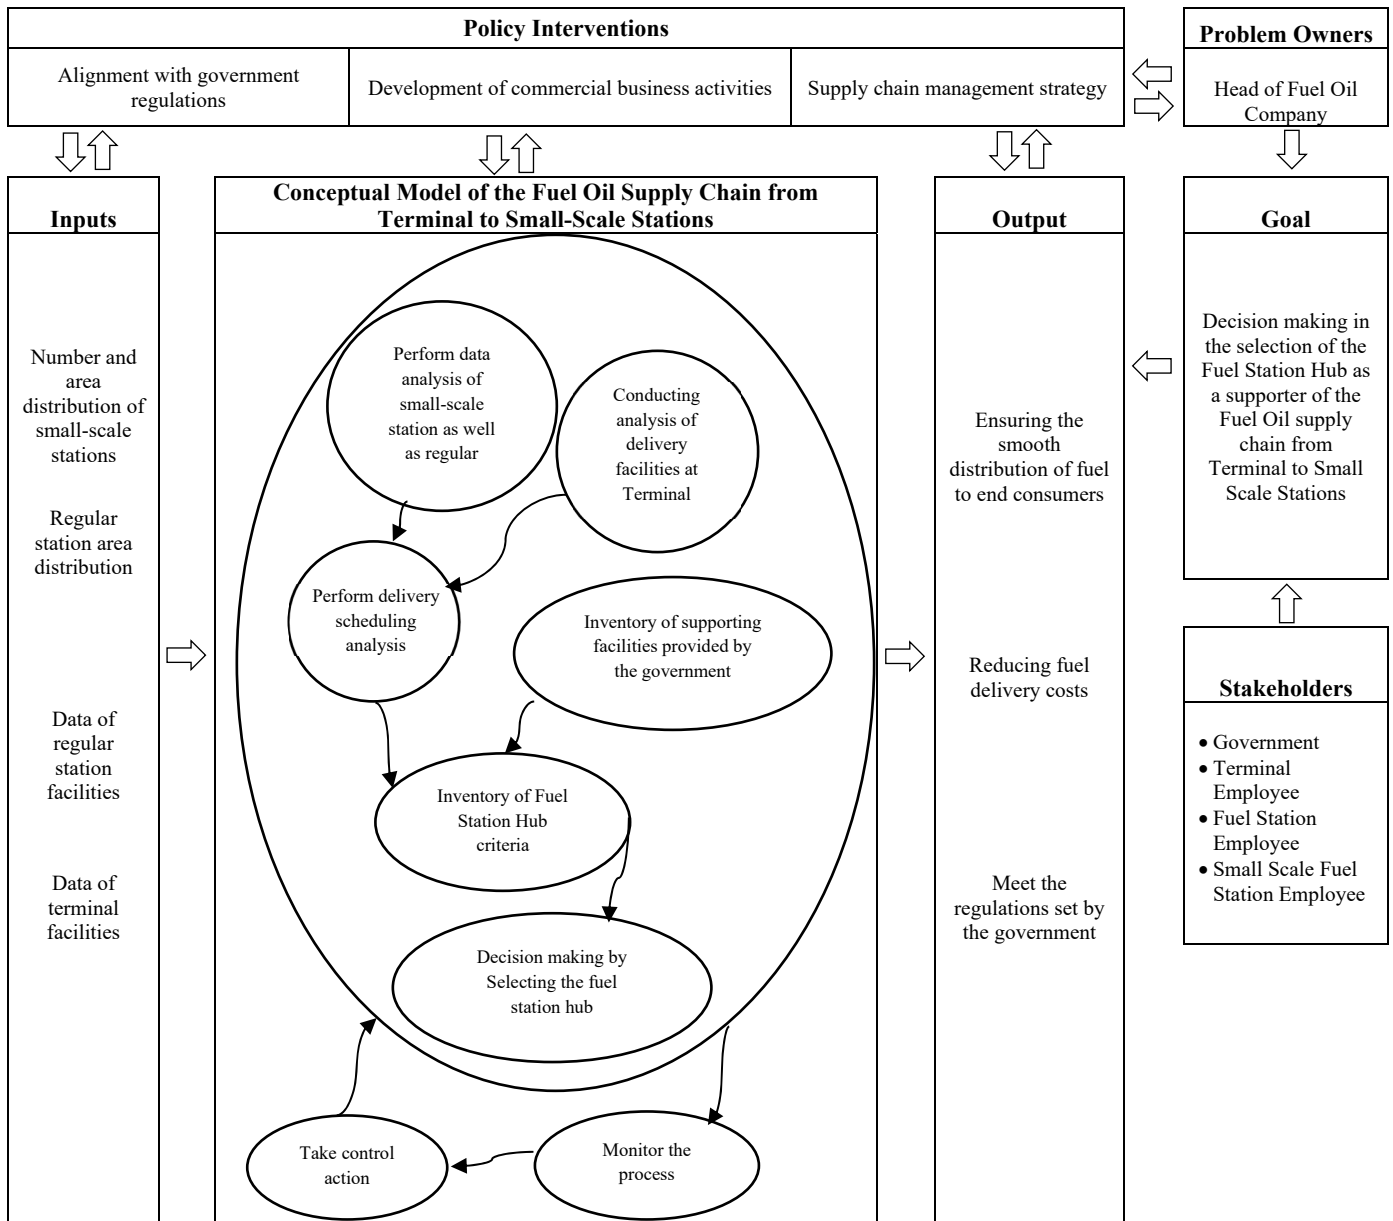 Policy Interventions
Alignment with government
regulations
Development of commercial business activities
Supply chain management strategy
Problem Owners
Head of Fuel Oil
Company
Inputs
Number and
area
distribution of
small-scale
stations
Regular
station area
distribution
Data of
regular
station
facilities
Data of
terminal
facilities
Conceptual Model of the Fuel Oil Supply Chain from
Terminal to Small-Scale Stations
Perform data
analysis of
small-scale
station as well
as regular
Conducting
analysis of
delivery
facilities at
Terminal
Perform delivery
scheduling
analysis
Inventory of supporting
facilities provided by
the government
Inventory of Fuel
Station Hub
criteria
Decision making by
Selecting the fuel
station hub
Take control
action
Monitor the
process
Output
Ensuring the
smooth
distribution of fuel
to end consumers
Reducing fuel
delivery costs
Meet the
regulations set by
the government
Goal
Decision making in
the selection of the
Fuel Station Hub as
a supporter of the
Fuel Oil supply
chain from
Terminal to Small
Scale Stations
Stakeholders
• Government
• Terminal
Employee
• Fuel Station
Employee
• Small Scale Fuel
Station Employee